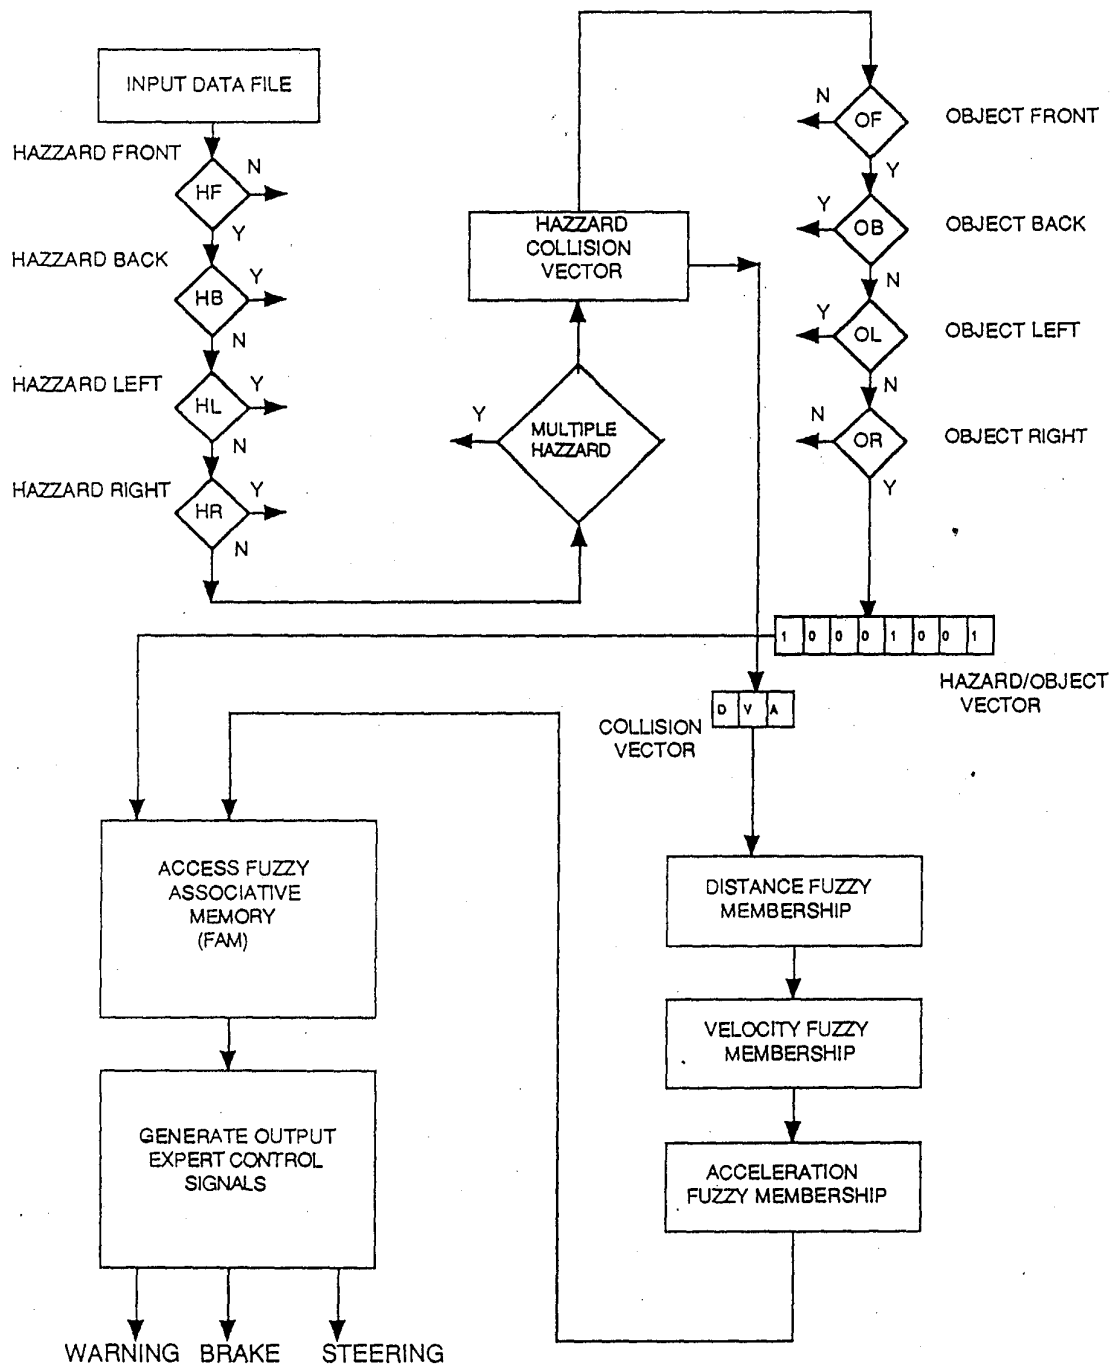 INPUT DATA FILE
HAZZARD FRONT
N
HF
Y
HAZZARD BACK
Y
HB
N
HAZZARD LEFT
Y
HL
N
HAZZARD RIGHT
Y
HR
N
Y
MULTIPLE
HAZZARD
HAZZARD
COLLISION
VECTOR
N
OF
OBJECT FRONT
Y
Y
OB
OBJECT BACK
N
Y
OL
OBJECT LEFT
N
N
OR
OBJECT RIGHT
Y
1 0 0 0 1 0 0 1
HAZARD/OBJECT
VECTOR
D V A
COLLISION
VECTOR
DISTANCE FUZZY
MEMBERSHIP
VELOCITY FUZZY
MEMBERSHIP
ACCELERATION
FUZZY MEMBERSHIP
ACCESS FUZZY
ASSOCIATIVE
MEMORY
(FAM)
GENERATE OUTPUT
EXPERT CONTROL
SIGNALS
WARNING BRAKE STEERING